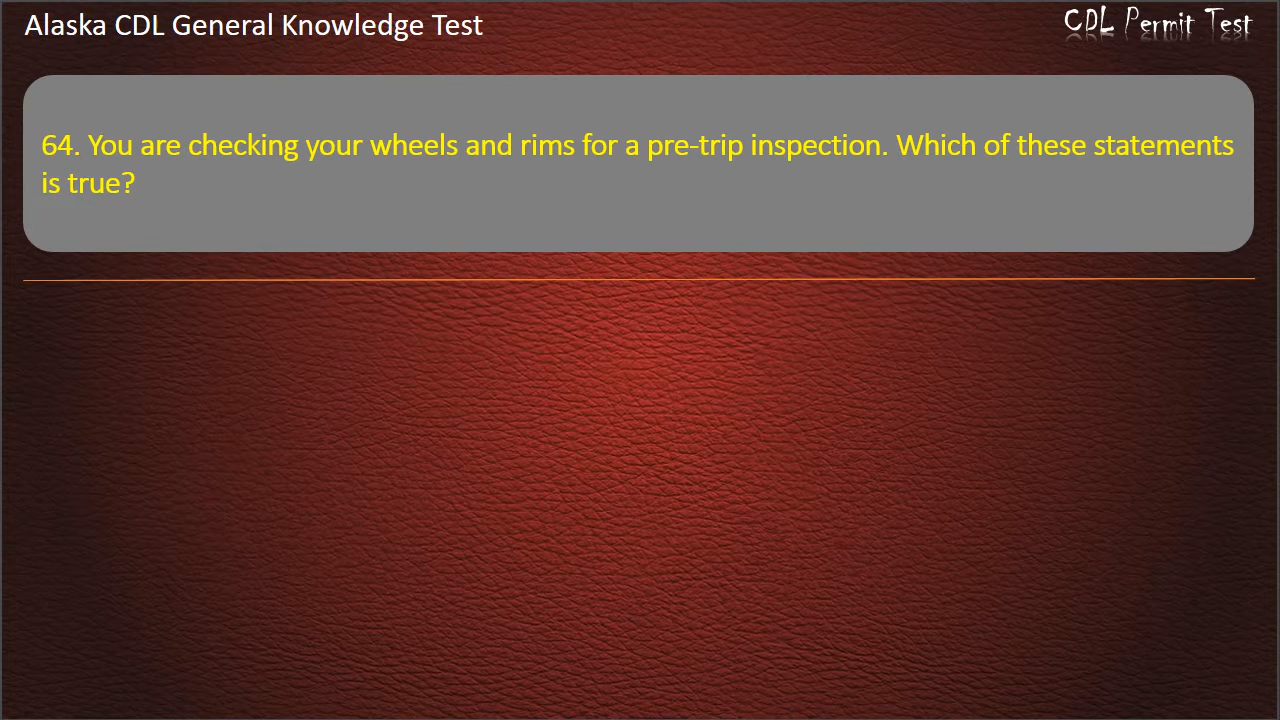 Alaska CDL General Knowledge Test
CDL Permit Test
64. You are checking your wheels and rims for a pre-trip inspection. Which of these statements
is true?